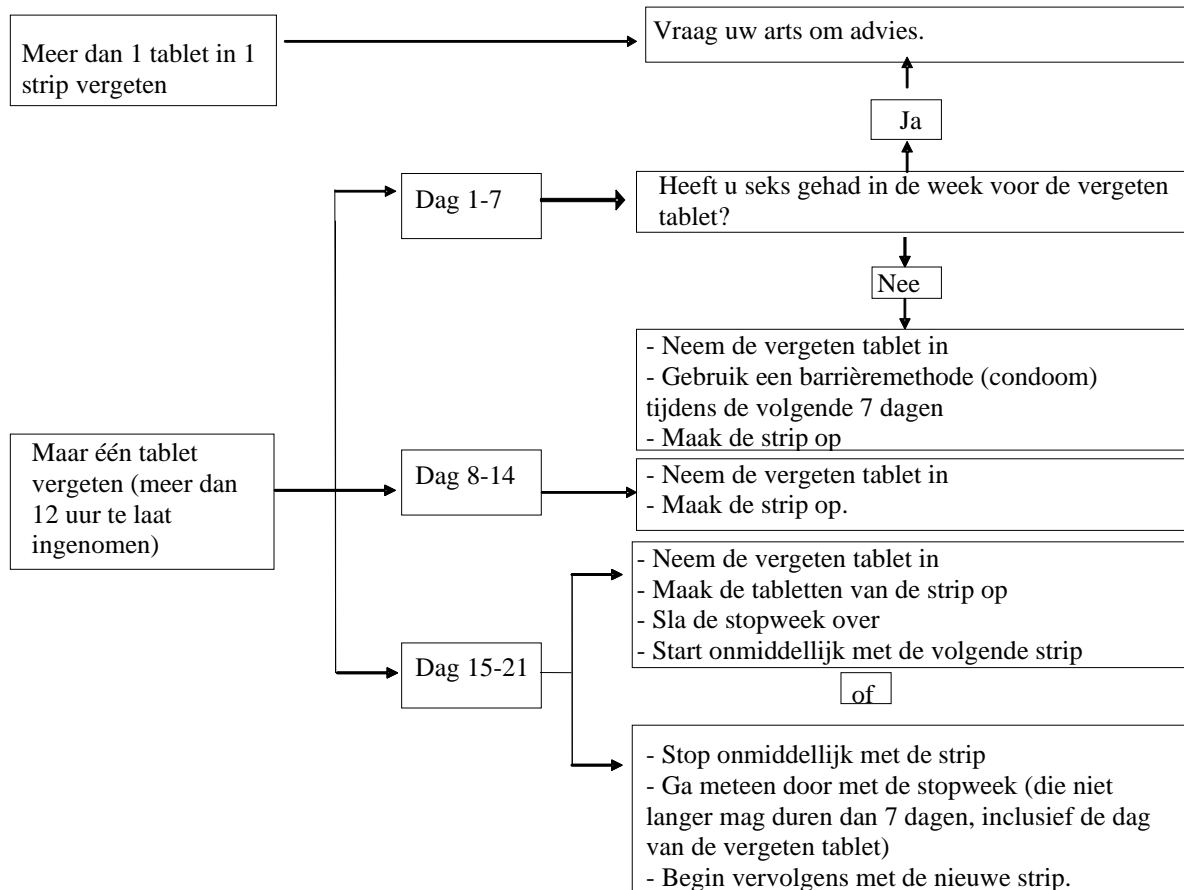 Meer dan 1 tablet in 1
strip vergeten
Vraag uw arts om advies.
Ja
Dag 1-7
Heeft u seks gehad in de week voor de vergeten
tablet?
Nee
- Neem de vergeten tablet in
- Gebruik een barrièremethode (condoom)
tijdens de volgende 7 dagen
- Maak de strip op
Maar één tablet
vergeten (meer dan
12 uur te laat
ingenomen)
Dag 8-14
- Neem de vergeten tablet in
- Maak de strip op.
Dag 15-21
- Neem de vergeten tablet in
- Maak de tabletten van de strip op
- Sla de stopweek over
- Start onmiddellijk met de volgende strip
of
- Stop onmiddellijk met de strip
- Ga meteen door met de stopweek (die niet
langer mag duren dan 7 dagen, inclusief de dag
van de vergeten tablet)
- Begin vervolgens met de nieuwe strip.